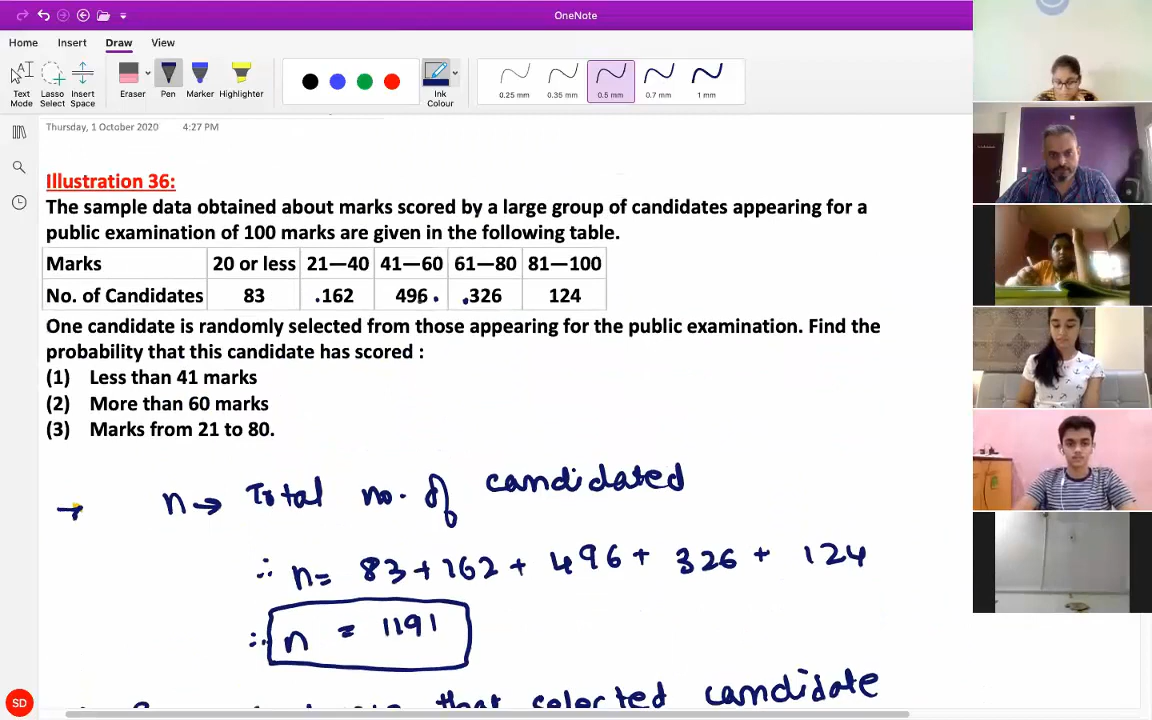 OneNote
Home Insert Draw View
Text Mode Lasso Select Insert Space Eraser Pen Marker Highlighter Ink Colour 0.25 mm 0.35 mm 0.5 mm 0.7 mm 1 mm
Thursday, 1 October 2020 4:27 PM
Illustration 36:
The sample data obtained about marks scored by a large group of candidates appearing for a
public examination of 100 marks are given in the following table.
Marks 20 or less 21—40 41—60 61—80 81—100
No. of Candidates 83 162 496 326 124
One candidate is randomly selected from those appearing for the public examination. Find the
probability that this candidate has scored :
(1) Less than 41 marks
(2) More than 60 marks
(3) Marks from 21 to 80.
→ n → Total no. of candidated
∴ n = 83 + 162 + 496 + 326 + 124
∴ n = 1191
that selected candidate
SD